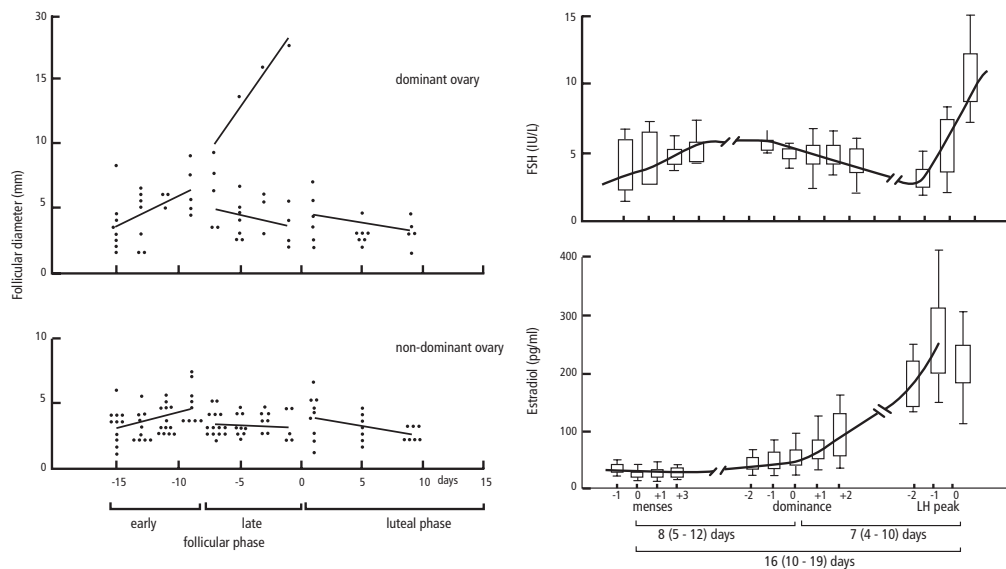 30
15
10
5
0
Follicular diameter (mm)
dominant ovary
10
5
0
non-dominant ovary
-15 -10 -5 0 5 10 days 15
early late luteal phase
follicular phase
15
10
5
0
FSH (IU/L)
400
300
200
100
0
Estradiol (pg/ml)
-1 0 +1 +3 -2 -1 0 +1 +2 -2 -1 0
menses dominance LH peak
8 (5 - 12) days 7 (4 - 10) days
16 (10 - 19) days